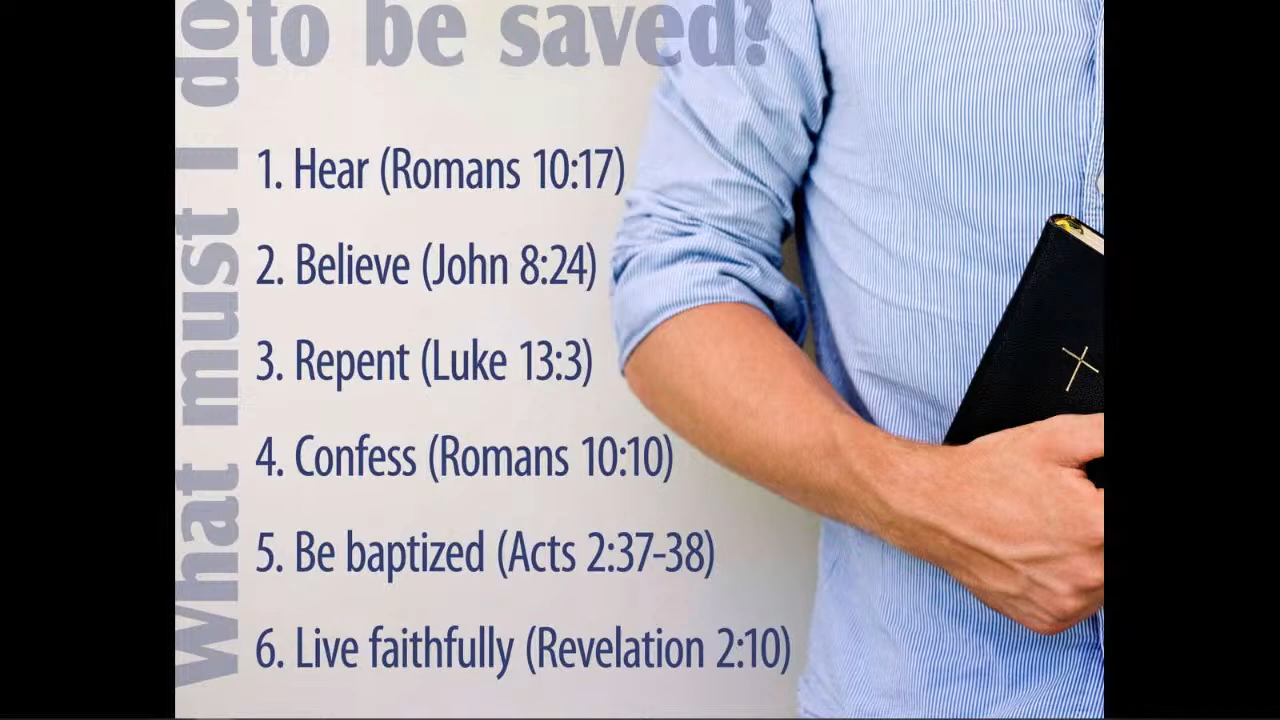 What must I do
to be saved?
1. Hear (Romans 10:17)
2. Believe (John 8:24)
3. Repent (Luke 13:3)
4. Confess (Romans 10:10)
5. Be baptized (Acts 2:37-38)
6. Live faithfully (Revelation 2:10)